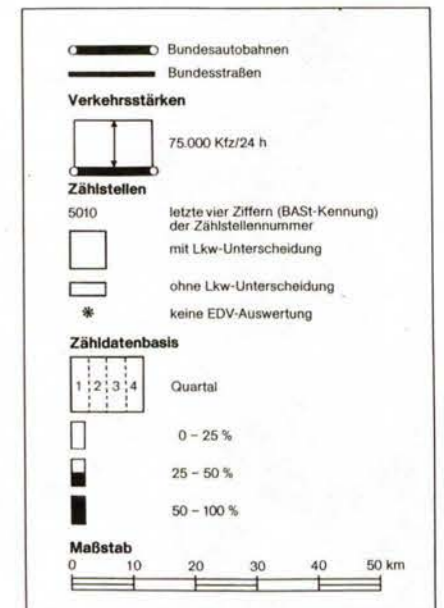 Bundesautobahnen
Bundesstraßen
Verkehrsstärken
75.000 Kfz/24 h
Zählstellen
5010 letzte vier Ziffern (BASt-Kennung)
der Zählstellennummer
mit Lkw-Unterscheidung
ohne Lkw-Unterscheidung
* keine EDV-Auswertung
Zähldatenbasis
1 2 3 4 Quartal
0 – 25 %
25 – 50 %
50 – 100 %
Maßstab
0 10 20 30 40 50 km